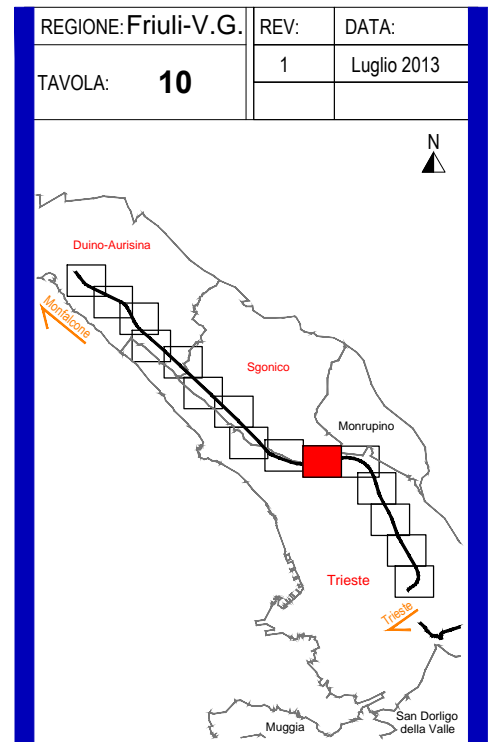 REGIONE: Friuli-V.G. REV: DATA:
TAVOLA: 10 1 Luglio 2013
N
Duino-Aurisina
Monfalcone
Sgonico
Monrupino
Trieste
Trieste
San Dorligo
della Valle
Muggia